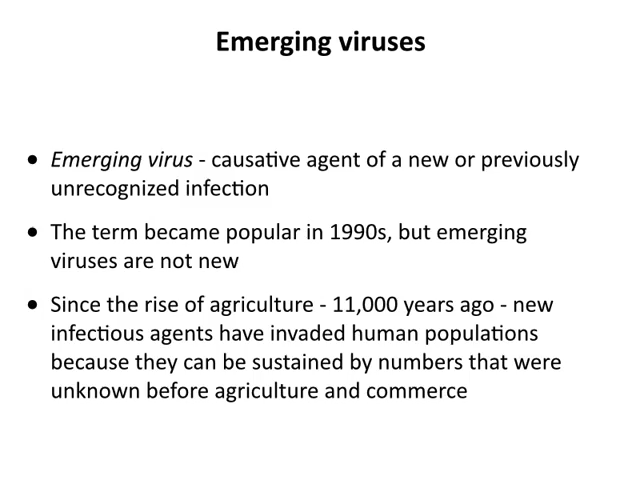 Emerging viruses
• Emerging virus - causative agent of a new or previously
unrecognized infection
• The term became popular in 1990s, but emerging
viruses are not new
• Since the rise of agriculture - 11,000 years ago - new
infectious agents have invaded human populations
because they can be sustained by numbers that were
unknown before agriculture and commerce